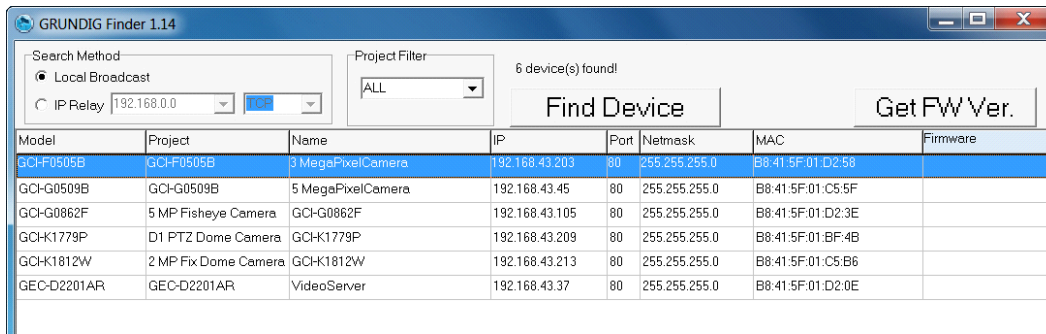 GRUNDIG Finder 1.14
Search Method
Local Broadcast
IP Relay 192.168.0.0 TCP
Project Filter
ALL
6 device(s) found!
Find Device
Get FW Ver.
Model Project Name IP Port Netmask MAC Firmware
GCI-F0505B GCI-F0505B 3 MegaPixelCamera 192.168.43.203 80 255.255.255.0 B8:41:5F:01:D2:58
GCI-G0509B GCI-G0509B 5 MegaPixelCamera 192.168.43.45 80 255.255.255.0 B8:41:5F:01:C5:5F
GCI-G0862F 5 MP Fisheye Camera GCI-G0862F 192.168.43.105 80 255.255.255.0 B8:41:5F:01:D2:3E
GCI-K1779P D1 PTZ Dome Camera GCI-K1779P 192.168.43.209 80 255.255.255.0 B8:41:5F:01:BF:4B
GCI-K1812W 2 MP Fix Dome Camera GCI-K1812W 192.168.43.213 80 255.255.255.0 B8:41:5F:01:C5:B6
GEC-D2201AR GEC-D2201AR VideoServer 192.168.43.37 80 255.255.255.0 B8:41:5F:01:D2:0E